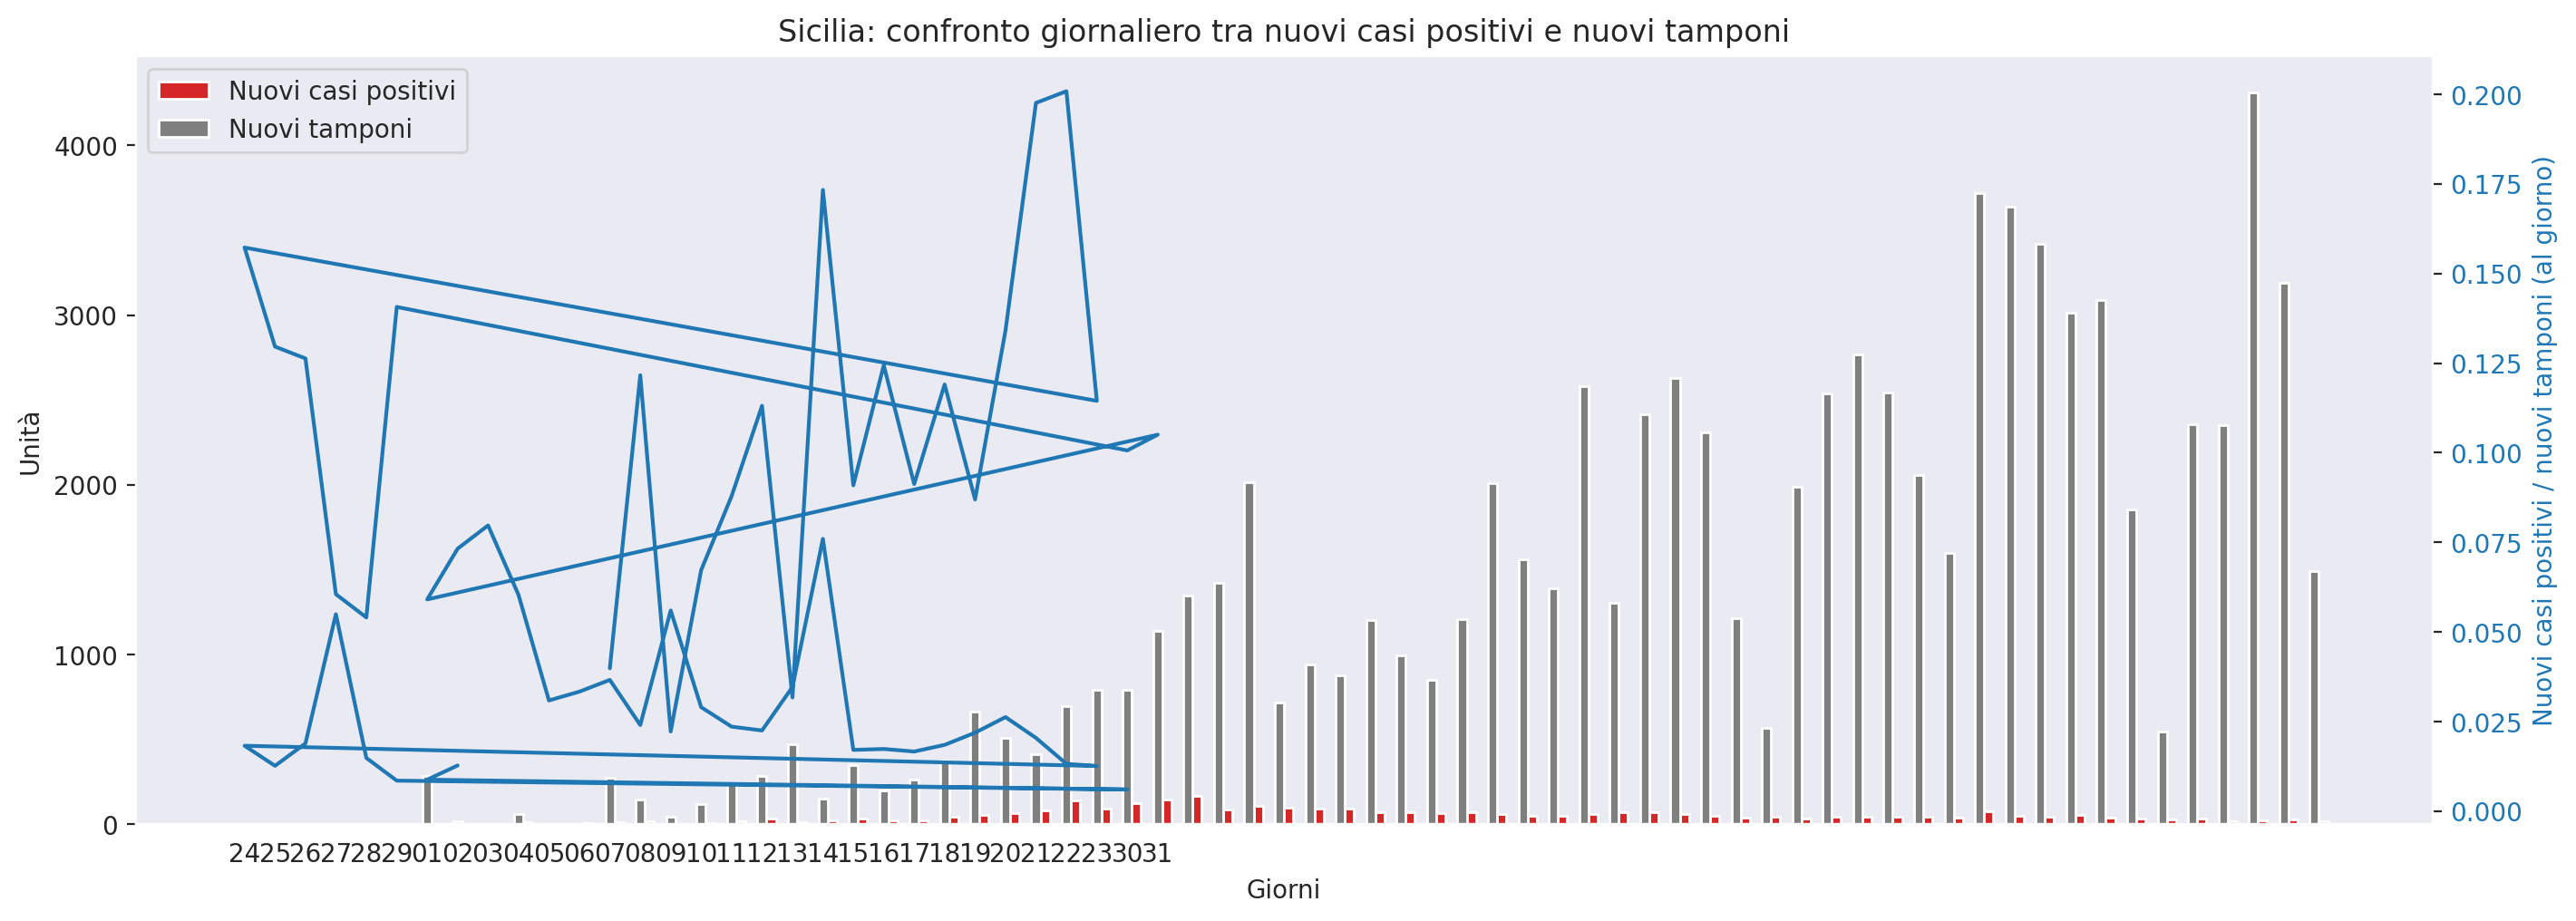 Sicilia: confronto giornaliero tra nuovi casi positivi e nuovi tamponi
Nuovi casi positivi
Nuovi tamponi
Unità
4000
3000
2000
1000
0
0.200
0.175
0.150
0.125
0.100
0.075
0.050
0.025
0.000
Nuovi casi positivi / nuovi tamponi (al giorno)
24252627282901020304050607080910111213141516171819202122233031
Giorni